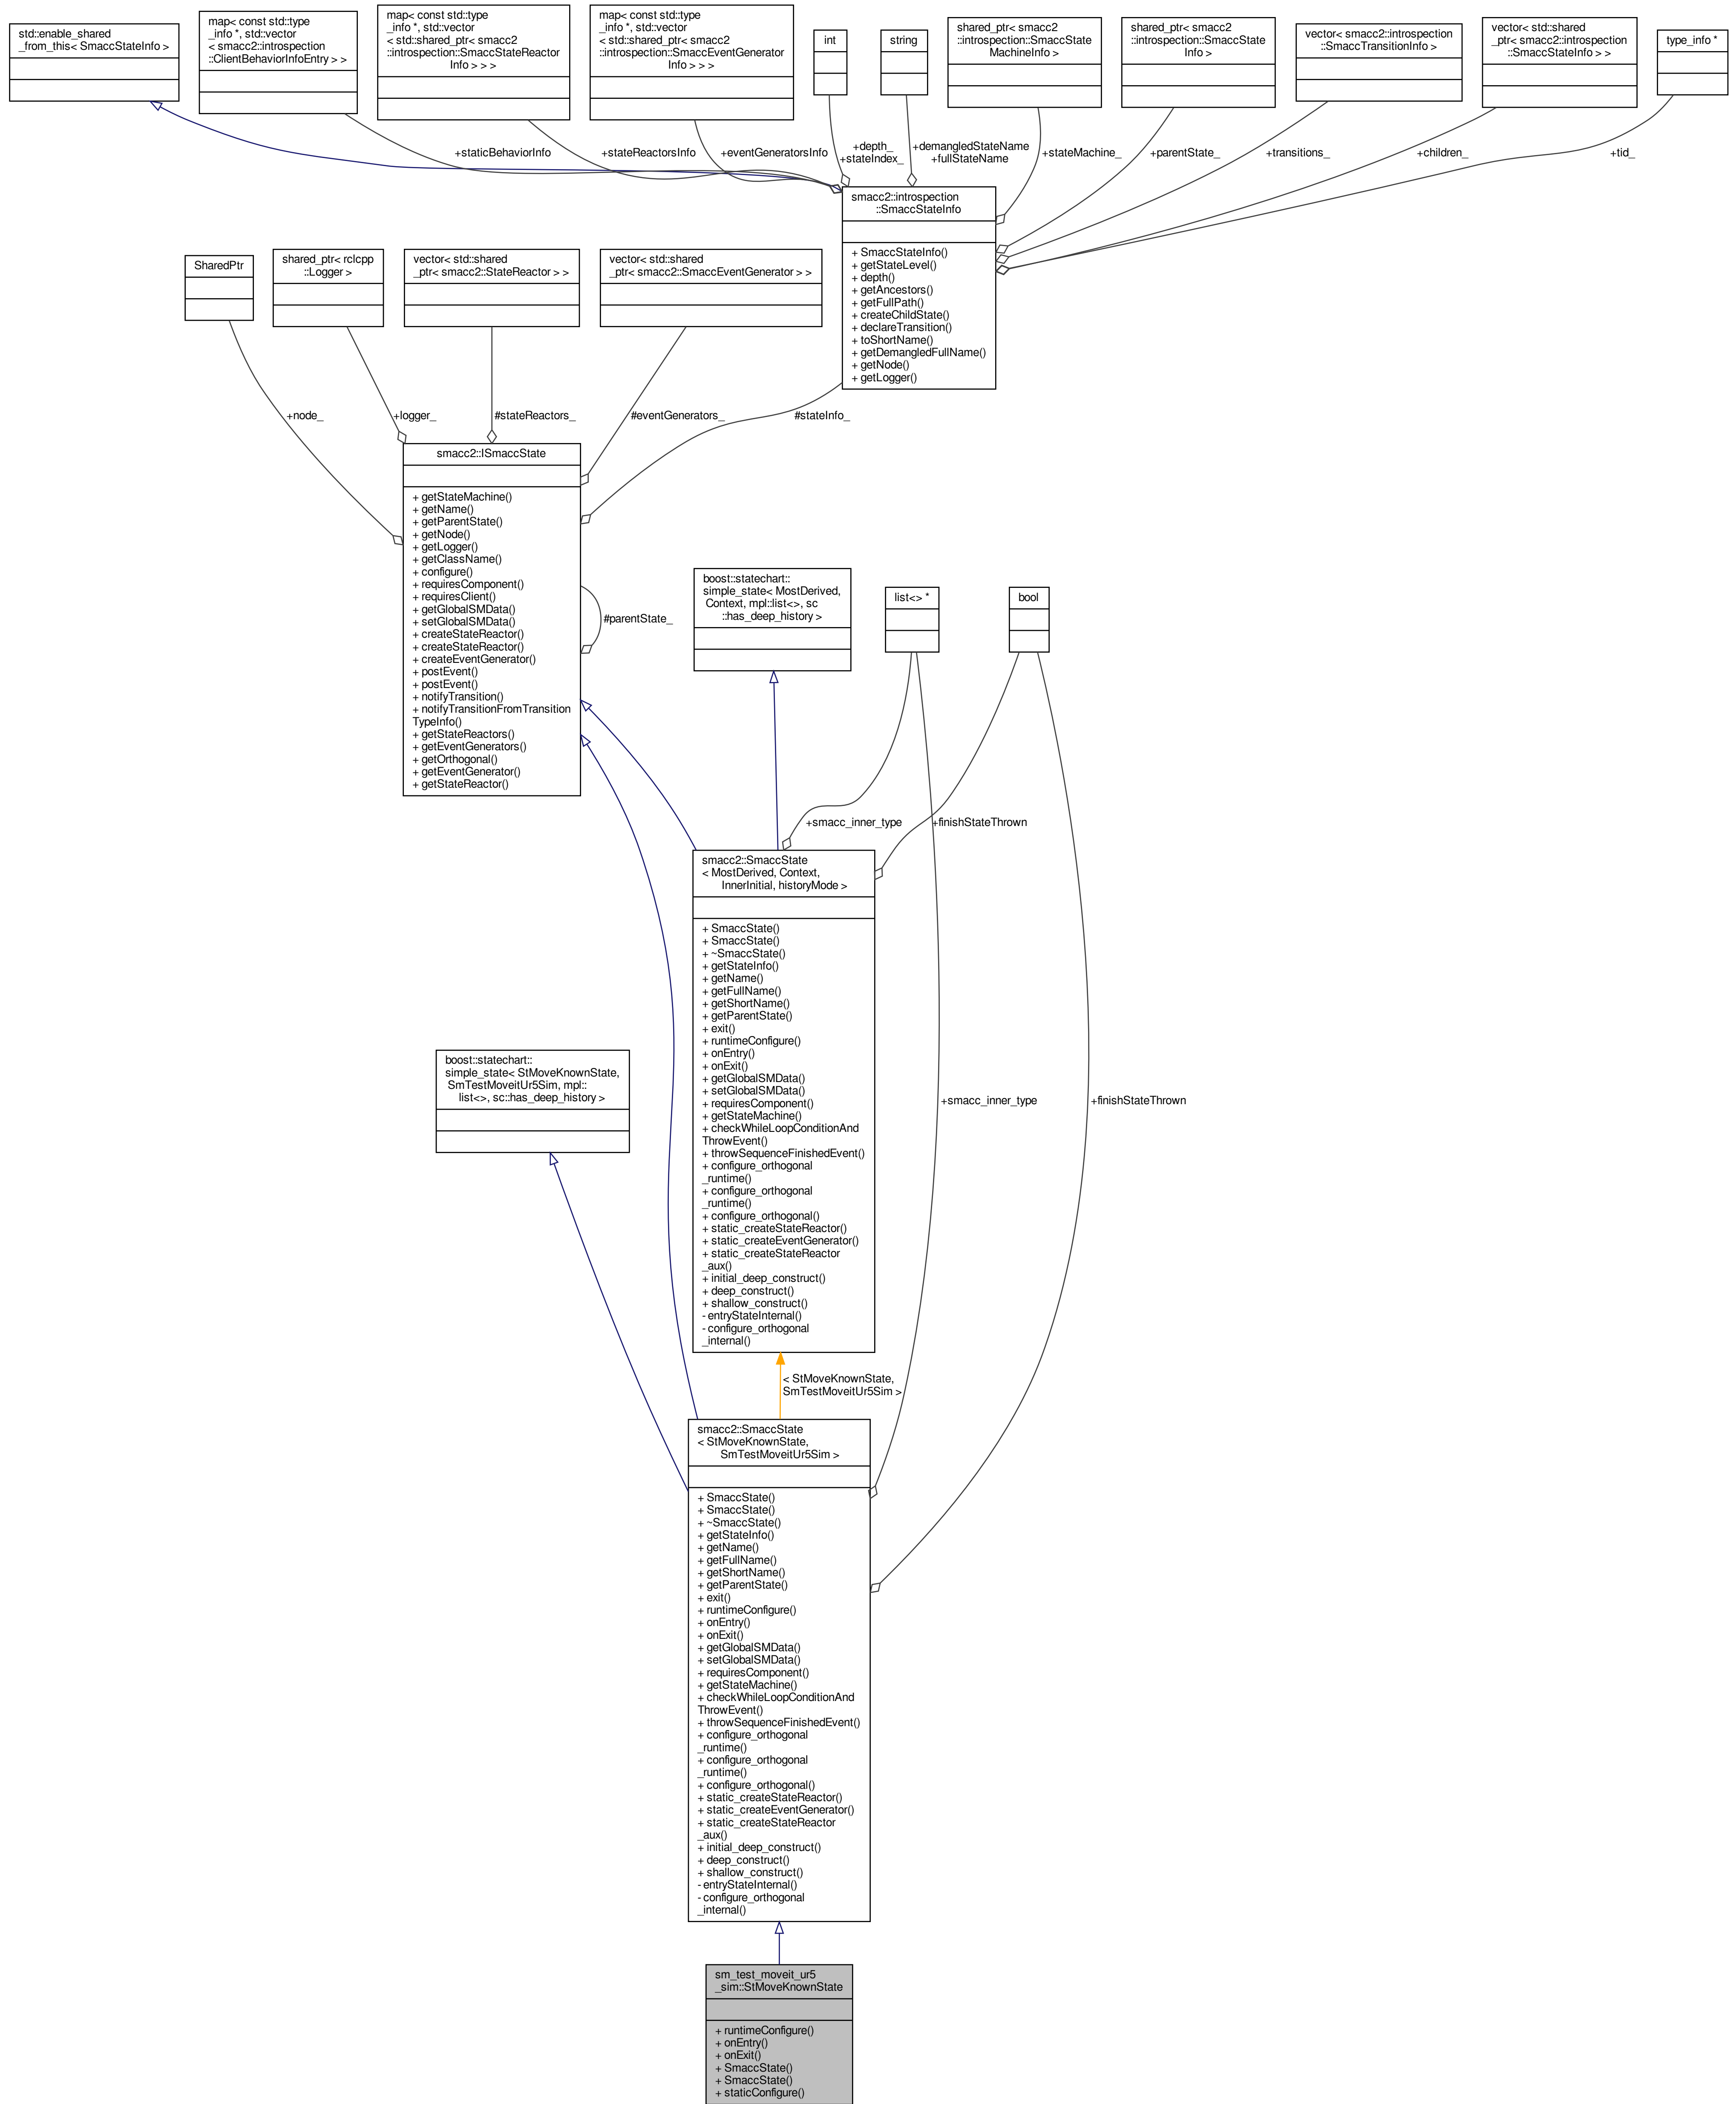 std::enable_shared
_from_this< SmaccStateInfo >
map< const std::type
_info *, std::vector
< smacc2::introspection
::ClientBehaviorInfoEntry > >
map< const std::type
_info *, std::vector
< std::shared_ptr< smacc2
::introspection::SmaccStateReactor
Info > > >
map< const std::type
_info *, std::vector
< std::shared_ptr< smacc2
::introspection::SmaccEventGenerator
Info > > >
int
string
shared_ptr< smacc2
::introspection::SmaccState
MachineInfo >
shared_ptr< smacc2
::introspection::SmaccState
Info >
vector< smacc2::introspection
::SmaccTransitionInfo >
vector< std::shared
_ptr< smacc2::introspection
::SmaccStateInfo > >
type_info *
+staticBehaviorInfo
+stateReactorsInfo
+eventGeneratorsInfo
+depth_
+stateIndex_
+demangledStateName
+fullStateName
+stateMachine_
+parentState_
+transitions_
+children_
+tid_
smacc2::introspection
::SmaccStateInfo
+ SmaccStateInfo()
+ getStateLevel()
+ depth()
+ getAncestors()
+ getFullPath()
+ createChildState()
+ declareTransition()
+ toShortName()
+ getDemangledFullName()
+ getNode()
+ getLogger()
SharedPtr
shared_ptr< rclcpp
::Logger >
vector< std::shared
_ptr< smacc2::StateReactor > >
vector< std::shared
_ptr< smacc2::SmaccEventGenerator > >
+node_
+logger_
#stateReactors_
#eventGenerators_
#stateInfo_
smacc2::ISmaccState
+ getStateMachine()
+ getName()
+ getParentState()
+ getNode()
+ getLogger()
+ getClassName()
+ configure()
+ requiresComponent()
+ requiresClient()
+ getGlobalSMData()
+ setGlobalSMData()
+ createStateReactor()
+ createStateReactor()
+ createEventGenerator()
+ postEvent()
+ postEvent()
+ notifyTransition()
+ notifyTransitionFromTransition
TypeInfo()
+ getStateReactors()
+ getEventGenerators()
+ getOrthogonal()
+ getEventGenerator()
+ getStateReactor()
#parentState_
boost::statechart::
simple_state< MostDerived,
Context, mpl::list<>, sc
::has_deep_history >
list<> *
bool
+smacc_inner_type
+finishStateThrown
smacc2::SmaccState
< MostDerived, Context,
InnerInitial, historyMode >
+ SmaccState()
+ SmaccState()
+ ~SmaccState()
+ getStateInfo()
+ getName()
+ getFullName()
+ getShortName()
+ getParentState()
+ exit()
+ runtimeConfigure()
+ onEntry()
+ onExit()
+ getGlobalSMData()
+ setGlobalSMData()
+ requiresComponent()
+ getStateMachine()
+ checkWhileLoopConditionAnd
ThrowEvent()
+ throwSequenceFinishedEvent()
+ configure_orthogonal
_runtime()
+ configure_orthogonal
_runtime()
+ configure_orthogonal()
+ static_createStateReactor()
+ static_createEventGenerator()
+ static_createStateReactor
_aux()
+ initial_deep_construct()
+ deep_construct()
+ shallow_construct()
- entryStateInternal()
- configure_orthogonal
_internal()
boost::statechart::
simple_state< StMoveKnownState,
SmTestMoveitUr5Sim, mpl::
list<>, sc::has_deep_history >
+smacc_inner_type
+finishStateThrown
< StMoveKnownState,
SmTestMoveitUr5Sim >
smacc2::SmaccState
< StMoveKnownState,
SmTestMoveitUr5Sim >
+ SmaccState()
+ SmaccState()
+ ~SmaccState()
+ getStateInfo()
+ getName()
+ getFullName()
+ getShortName()
+ getParentState()
+ exit()
+ runtimeConfigure()
+ onEntry()
+ onExit()
+ getGlobalSMData()
+ setGlobalSMData()
+ requiresComponent()
+ getStateMachine()
+ checkWhileLoopConditionAnd
ThrowEvent()
+ throwSequenceFinishedEvent()
+ configure_orthogonal
_runtime()
+ configure_orthogonal
_runtime()
+ configure_orthogonal()
+ static_createStateReactor()
+ static_createEventGenerator()
+ static_createStateReactor
_aux()
+ initial_deep_construct()
+ deep_construct()
+ shallow_construct()
- entryStateInternal()
- configure_orthogonal
_internal()
sm_test_moveit_ur5
_sim::StMoveKnownState
+ runtimeConfigure()
+ onEntry()
+ onExit()
+ SmaccState()
+ SmaccState()
+ staticConfigure()